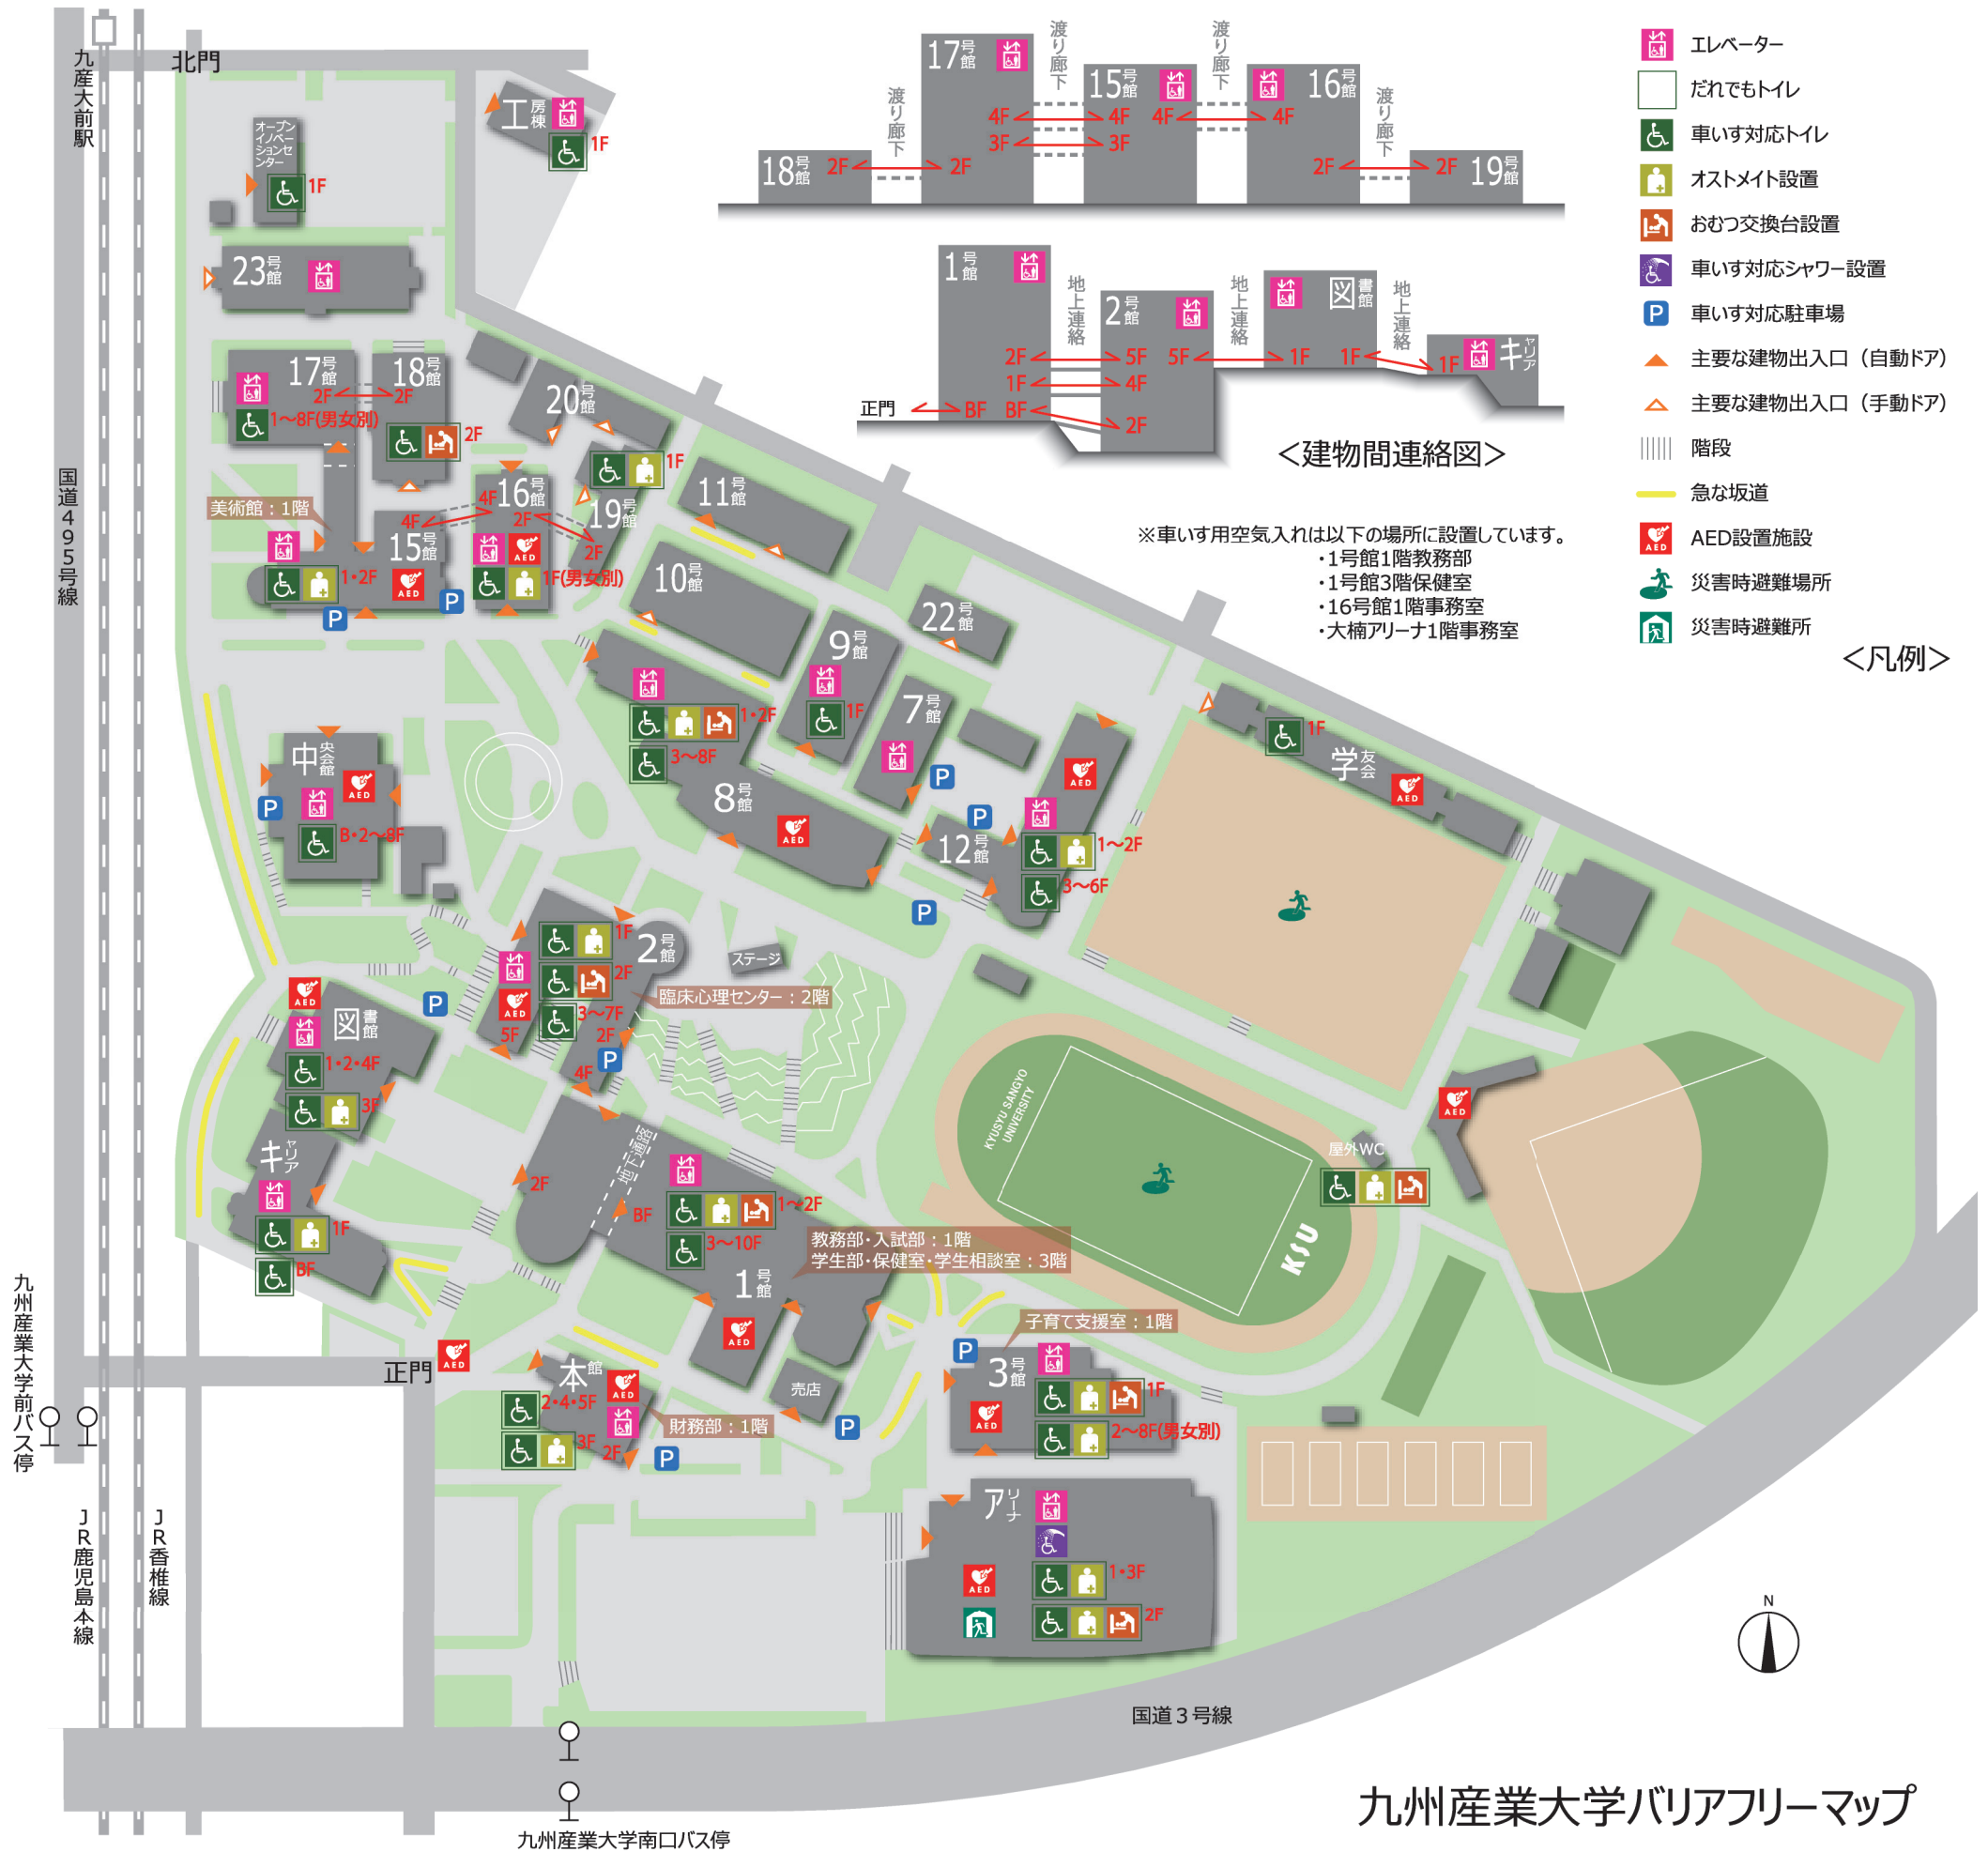 北門
九産大前駅
国道495号線
工房棟
1F
オープンイノベーションセンター
1F
23号館
17号館
18号館
2F
2F
1～8F(男女別)
2F
20号館
1F
19号館
美術館：1階
16号館
4F
4F
2F
2F
15号館
AED
1・2F
AED
1F(男女別)
11号館
10号館
22号館
9号館
1F
7号館
1・2F
3～8F
8号館
AED
12号館
AED
1～2F
3～6F
学友会
1F
AED
中央会館
AED
B・2～8F
2号館
1F
2F
3～7F
AED
5F
2F
4F
臨床心理センター：2階
ステージ
AED
図書館
1・2・4F
3F
キャリア
1F
BF
地下通路
2F
BF
1～2F
3～10F
教務部・入試部：1階
学生部・保健室・学生相談室：3階
1号館
AED
KYUSYU SANGYO
UNIVERSITY
KSU
AED
屋外WC
正門
AED
本館
AED
2・4・5F
3F
2F
財務部：1階
売店
子育て支援室：1階
3号館
AED
1F
2～8F(男女別)
アリーナ
AED
1・3F
2F
九州産業大学前バス停
JR鹿児島本線
JR香椎線
国道３号線
九州産業大学南口バス停
N
九州産業大学バリアフリーマップ
渡り廊下
渡り廊下
渡り廊下
渡り廊下
17号館
15号館
16号館
18号館
19号館
4F
4F
4F
4F
3F
3F
2F
2F
2F
2F
1号館
地上連絡
2号館
地上連絡
図書館
地上連絡
キャリア
2F
5F
5F
1F
1F
1F
1F
4F
正門
BF
BF
2F
＜建物間連絡図＞
※車いす用空気入れは以下の場所に設置しています。
・1号館1階教務部
・1号館3階保健室
・16号館1階事務室
・大楠アリーナ1階事務室
エレベーター
だれでもトイレ
車いす対応トイレ
オストメイト設置
おむつ交換台設置
車いす対応シャワー設置
P 車いす対応駐車場
主要な建物出入口（自動ドア）
主要な建物出入口（手動ドア）
階段
急な坂道
AED AED設置施設
災害時避難場所
災害時避難所
＜凡例＞
P
P
P
P
P
P
P
P
P
P
P